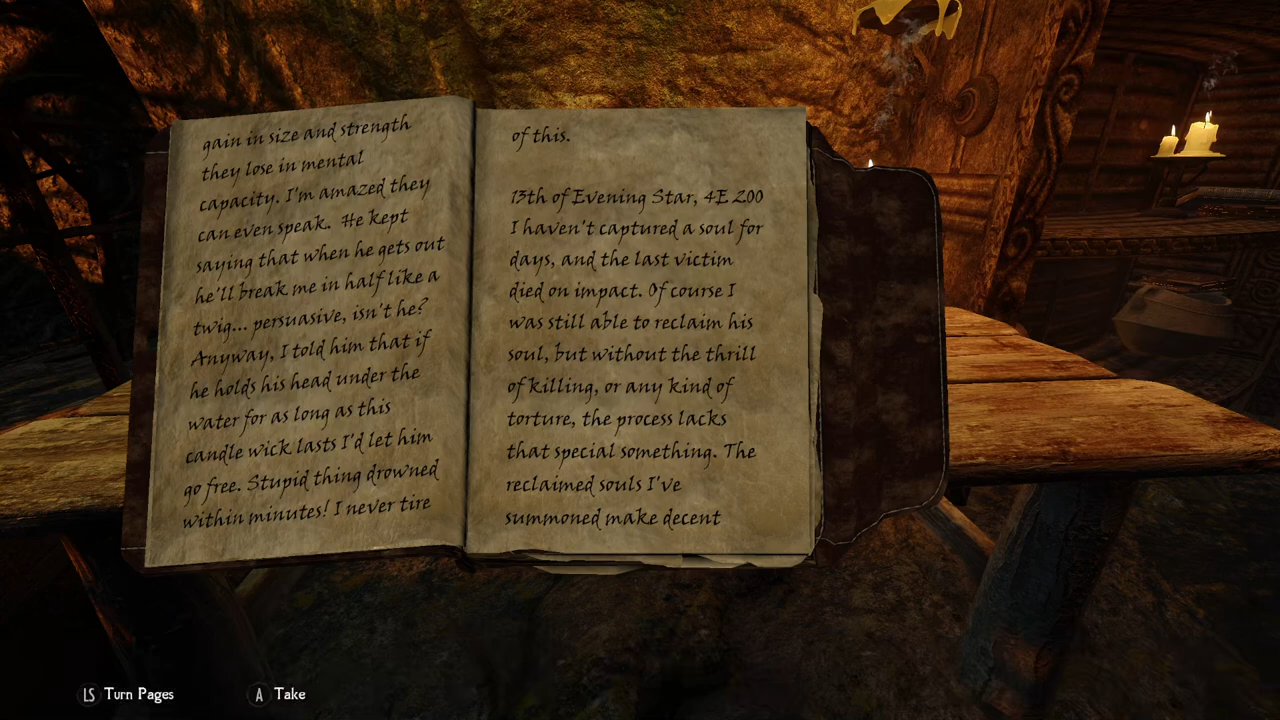 gain in size and strength
they lose in mental
capacity. I'm amazed they
can even speak. He kept
saying that when he gets out
he'll break me in half like a
twig... persuasive, isn't he?
Anyway, I told him that if
he holds his head under the
water for as long as this
candle wick lasts I'd let him
go free. Stupid thing drowned
within minutes! I never tire
of this.
13th of Evening Star, 4E 200
I haven't captured a soul for
days, and the last victim
died on impact. Of course I
was still able to reclaim his
soul, but without the thrill
of killing, or any kind of
torture, the process lacks
that special something. The
reclaimed souls I've
summoned make decent
LS Turn Pages
A Take